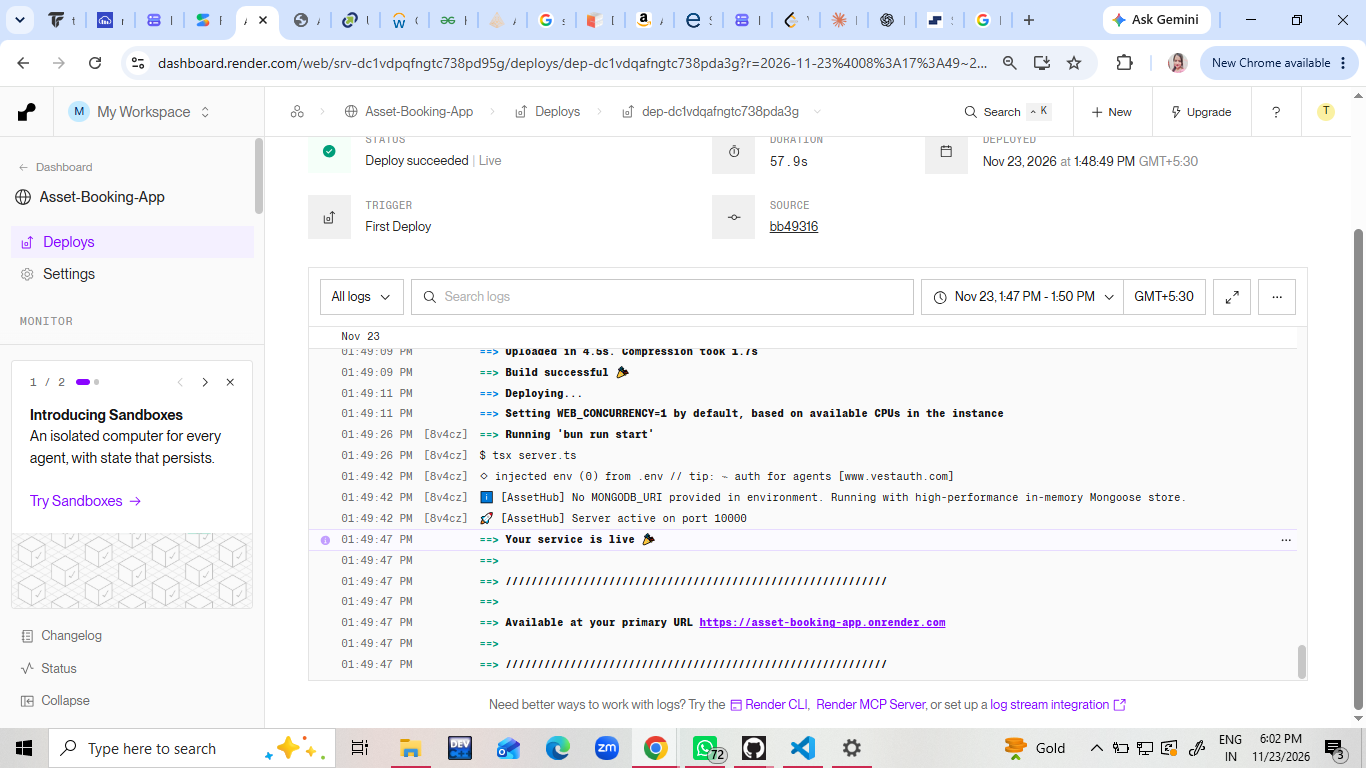 Ask Gemini
dashboard.render.com/web/srv-dc1vdpqfngtc738pd95g/deploys/dep-dc1vdqafngtc738pda3g?r=2026-11-23%4008%3A17%3A49~2...
New Chrome available
M My Workspace
Asset-Booking-App
Deploys
dep-dc1vdqafngtc738pda3g
Search ^ K
+ New
Upgrade
?
T
← Dashboard
Asset-Booking-App
Deploys
Settings
MONITOR
1 / 2
Introducing Sandboxes
An isolated computer for every
agent, with state that persists.
Try Sandboxes →
Changelog
Status
Collapse
STATUS
Deploy succeeded | Live
DURATION
57.9s
DEPLOYED
Nov 23, 2026 at 1:48:49 PM GMT+5:30
TRIGGER
First Deploy
SOURCE
bb49316
All logs
Search logs
Nov 23, 1:47 PM - 1:50 PM
GMT+5:30
...
Nov 23
01:49:09 PM ==> Uploaded in 4.5s. Compression took 1.7s
01:49:09 PM ==> Build successful 🎉
01:49:11 PM ==> Deploying...
01:49:11 PM ==> Setting WEB_CONCURRENCY=1 by default, based on available CPUs in the instance
01:49:26 PM [8v4cz] ==> Running 'bun run start'
01:49:26 PM [8v4cz] $ tsx server.ts
01:49:42 PM [8v4cz] ◇ injected env (0) from .env // tip: ~ auth for agents [www.vestauth.com]
01:49:42 PM [8v4cz] ℹ️ [AssetHub] No MONGODB_URI provided in environment. Running with high-performance in-memory Mongoose store.
01:49:42 PM [8v4cz] 🚀 [AssetHub] Server active on port 10000
01:49:47 PM ==> Your service is live 🎉
01:49:47 PM ==>
01:49:47 PM ==> ///////////////////////////////////////////////////////////
01:49:47 PM ==>
01:49:47 PM ==> Available at your primary URL https://asset-booking-app.onrender.com
01:49:47 PM ==>
01:49:47 PM ==> ///////////////////////////////////////////////////////////
Need better ways to work with logs? Try the Render CLI, Render MCP Server, or set up a log stream integration
Type here to search
DEV
zm
72
Gold
ENG
IN
6:02 PM
11/23/2026
3